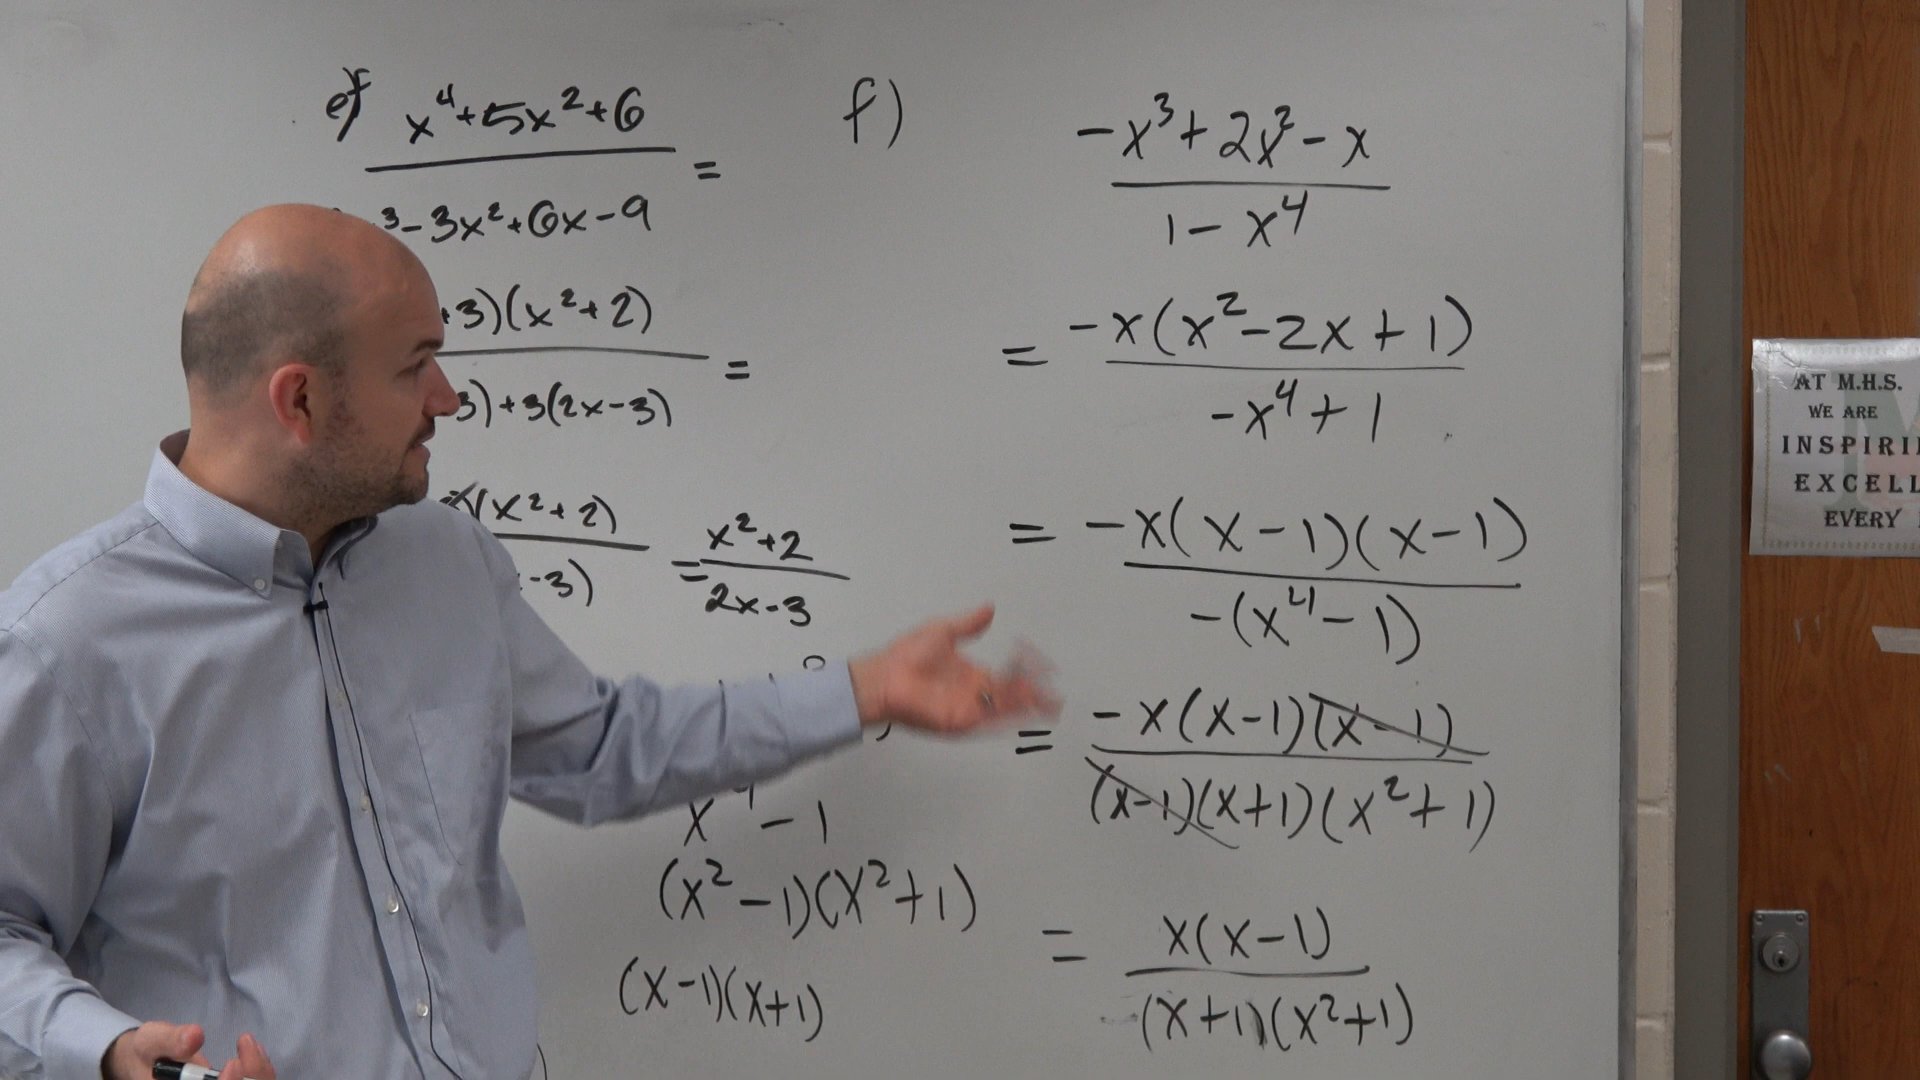 e) x⁴+5x²+6 / ³-3x²+6x-9 =
+3)(x²+2) / 3)+3(2x-3) =
(x²+2) / -3) = x²+2 / 2x-3
x⁴-1
(x²-1)(x²+1)
(x-1)(x+1)
f) -x³+2x²-x / 1-x⁴
= -x(x²-2x+1) / -x⁴+1
= -x(x-1)(x-1) / -(x⁴-1)
= -x(x-1)(x-1) / (x-1)(x+1)(x²+1)
= x(x-1) / (x+1)(x²+1)
AT M.H.S.
WE ARE
INSPIRI
EXCELL
EVERY